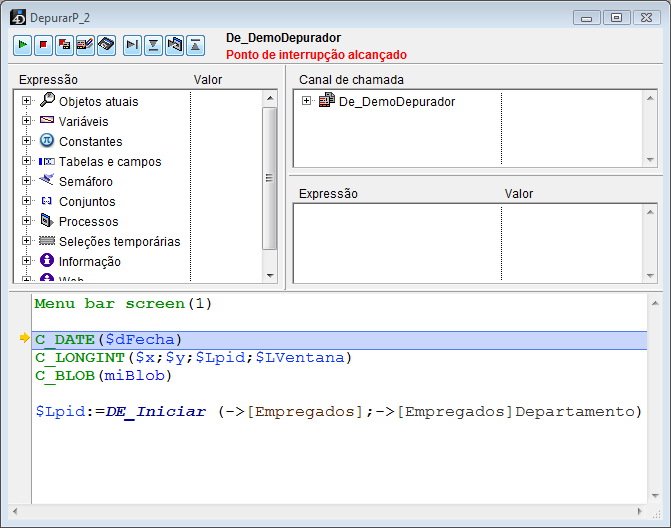 DepurarP_2
De_DemoDepurador
Ponto de interrupção alcançado
Expressão Valor
Objetos atuais
Variáveis
Constantes
Tabelas e campos
Semáforo
Conjuntos
Processos
Seleções temporárias
Informação
Web
Canal de chamada
De_DemoDepurador
Expressão Valor
Menu bar screen(1)
C_DATE($dFecha)
C_LONGINT($x;$y;$Lpid;$LVentana)
C_BLOB(miBlob)
$Lpid:=DE_Iniciar (->[Empregados];->[Empregados]Departamento)